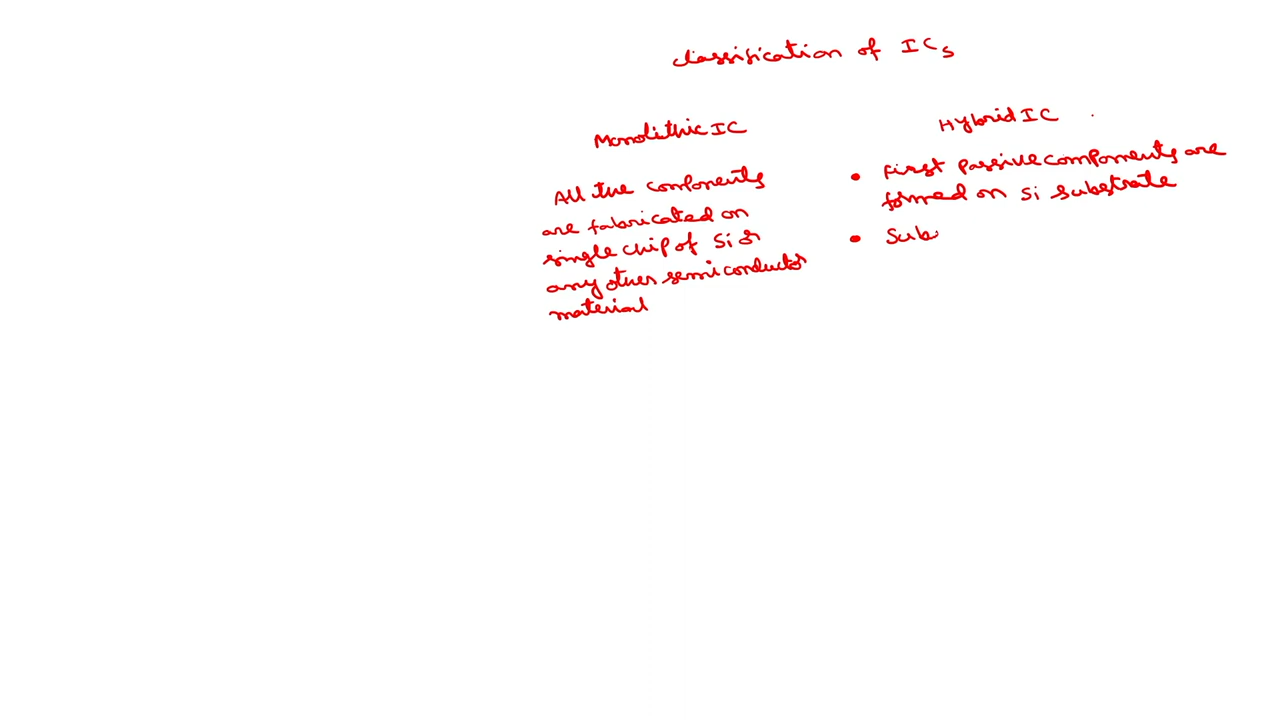 Classification of ICs
Monolithic IC
All the components
are fabricated on
single chip of Si or
any other semiconductor
material
Hybrid IC
• First Passive components are
formed on Si substrate
• Sub